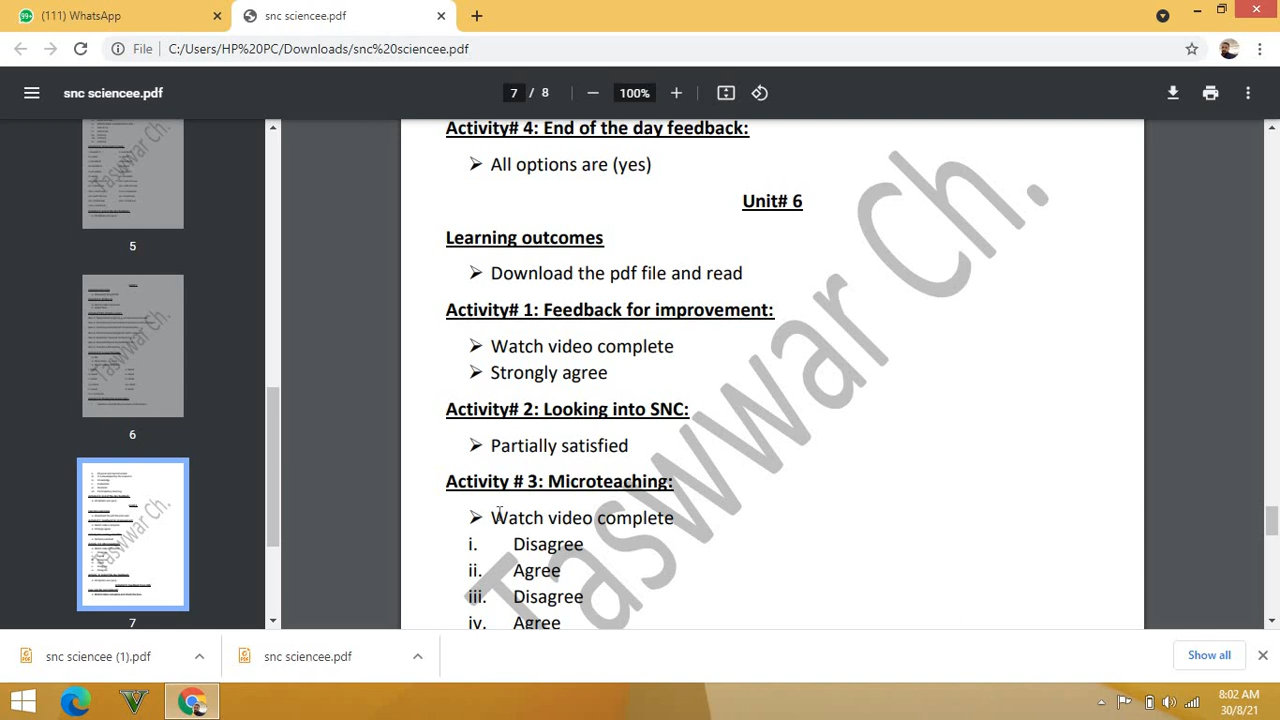 99+
(111) WhatsApp
snc sciencee.pdf
File
C:/Users/HP%20PC/Downloads/snc%20sciencee.pdf
snc sciencee.pdf
7 / 8
100%
5
6
7
Activity# 4: End of the day feedback:
All options are (yes)
Unit# 6
Learning outcomes
Download the pdf file and read
Activity# 1: Feedback for improvement:
Watch video complete
Strongly agree
Activity# 2: Looking into SNC:
Partially satisfied
Activity # 3: Microteaching:
Watch video complete
i. Disagree
ii. Agree
iii. Disagree
iv. Agree
Taswwar Ch.
snc sciencee (1).pdf
snc sciencee.pdf
Show all
8:02 AM
30/8/21